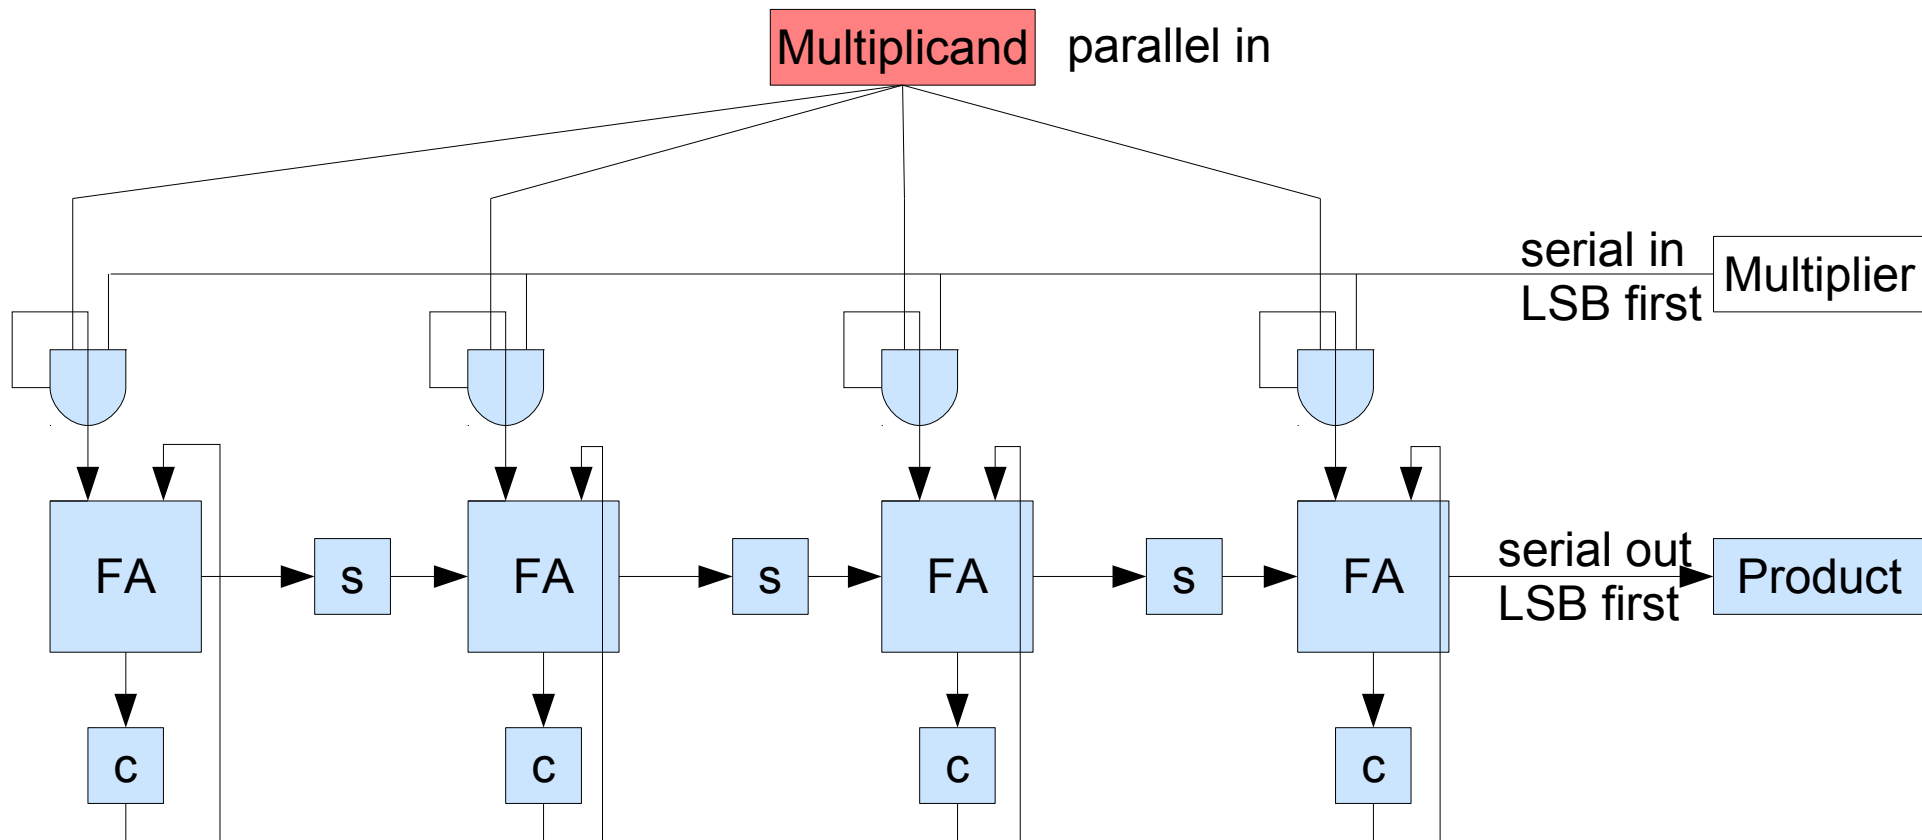 Multiplicand
parallel in
serial in
LSB first
Multiplier
FA
s
FA
s
FA
s
FA
serial out
LSB first
Product
c
c
c
c